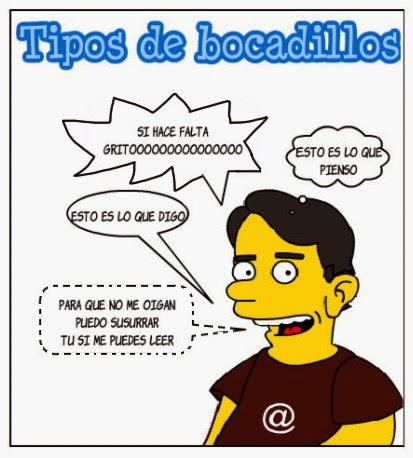 Tipos de bocadillos
SI HACE FALTA
GRITOOOOOOOOOOOOOOO
ESTO ES LO QUE
PIENSO
ESTO ES LO QUE DIGO
PARA QUE NO ME OIGAN
PUEDO SUSURRAR
TU SI ME PUEDES LEER
@